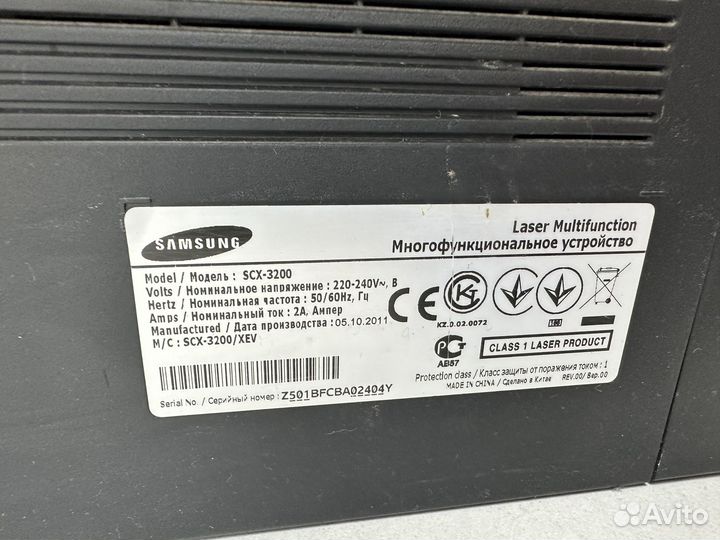 SAMSUNG
Laser Multifunction
Многофункциональное устройство
Model / Модель : SCX-3200
Volts / Номинальное напряжение : 220-240V~, В
Hertz / Номинальная частота : 50/60Hz, Гц
Amps / Номинальный ток : 2A, Ампер
Manufactured / Дата производства : 05.10.2011
M/C : SCX-3200/XEV
CE
KZ.0.02.0072
АВ57
CLASS 1 LASER PRODUCT
Protection class / Класс защиты от поражения током : 1
MADE IN CHINA / Сделано в Китае REV.00/ Sep.00
Serial No. / Серийный номер : Z501BFCBA02404Y
Avito